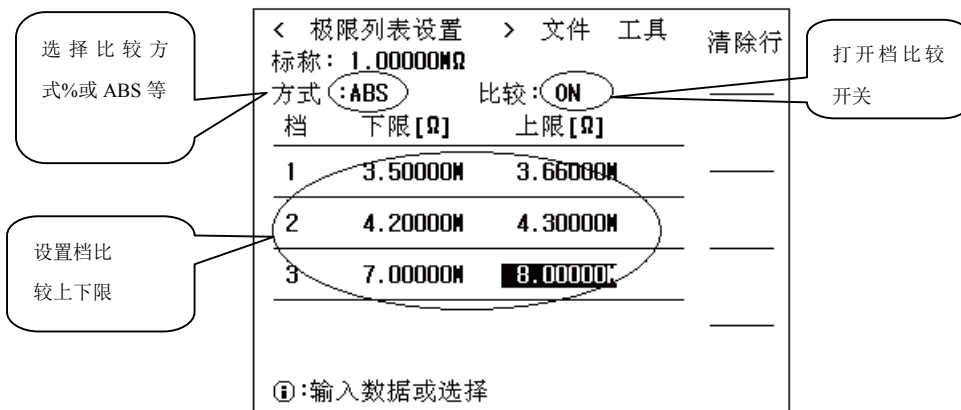 选择比较方
式%或 ABS 等
< 极限列表设置 > 文件 工具
清除行
标称: 1.00000MΩ
方式 :ABS 比较: ON
打开档比较
开关
档 下限[Ω] 上限[Ω]
1 3.50000M 3.66000M
2 4.20000M 4.30000M
3 7.00000M 8.00000M
设置档比
较上下限
ⓘ:输入数据或选择